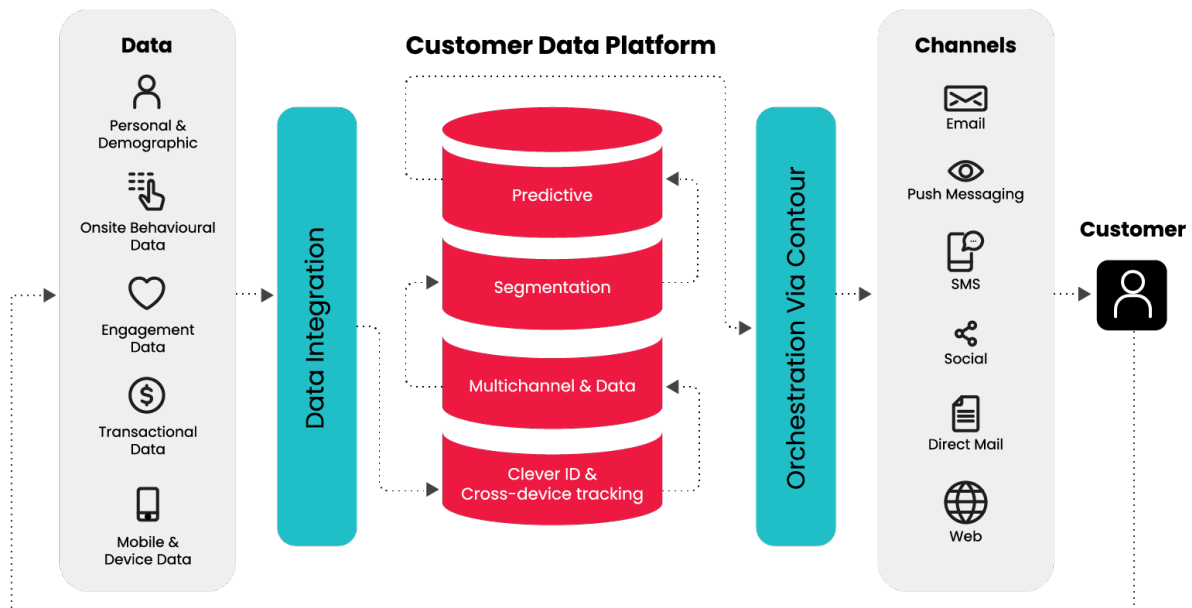 Data
Personal &
Demographic
Onsite Behavioural
Data
Engagement
Data
Transactional
Data
Mobile &
Device Data
Data Integration
Customer Data Platform
Predictive
Segmentation
Multichannel & Data
Clever ID &
Cross-device tracking
Orchestration Via Contour
Channels
Email
Push Messaging
SMS
Social
Direct Mail
Web
Customer